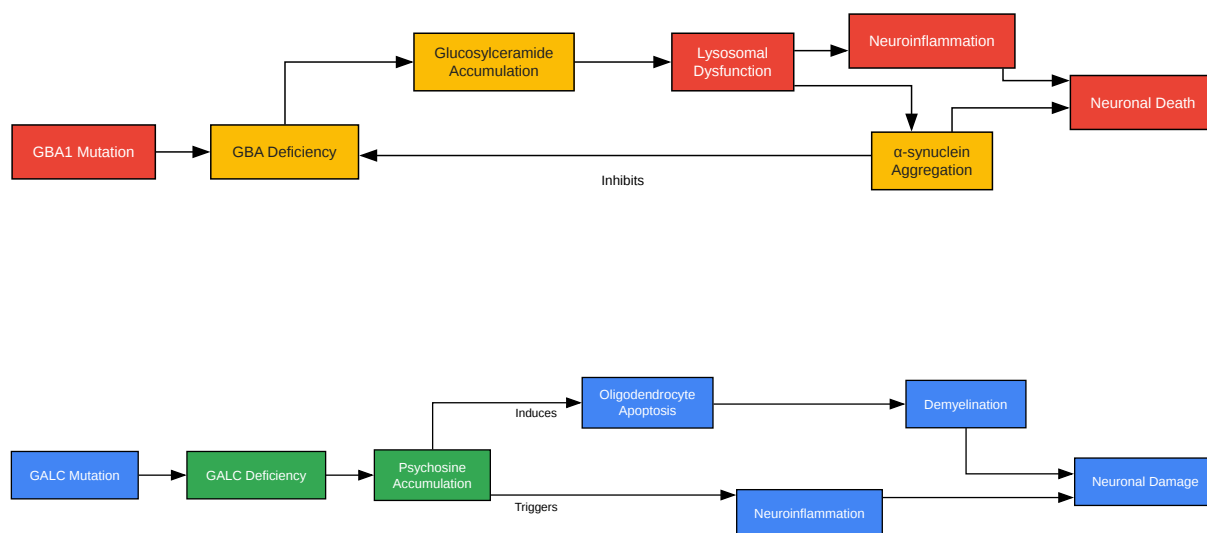 GBA1 Mutation
GBA Deficiency
Glucosylceramide
Accumulation
Lysosomal
Dysfunction
Neuroinflammation
α-synuclein
Aggregation
Neuronal Death
Inhibits
GALC Mutation
GALC Deficiency
Psychosine
Accumulation
Induces
Oligodendrocyte
Apoptosis
Demyelination
Triggers
Neuroinflammation
Neuronal Damage